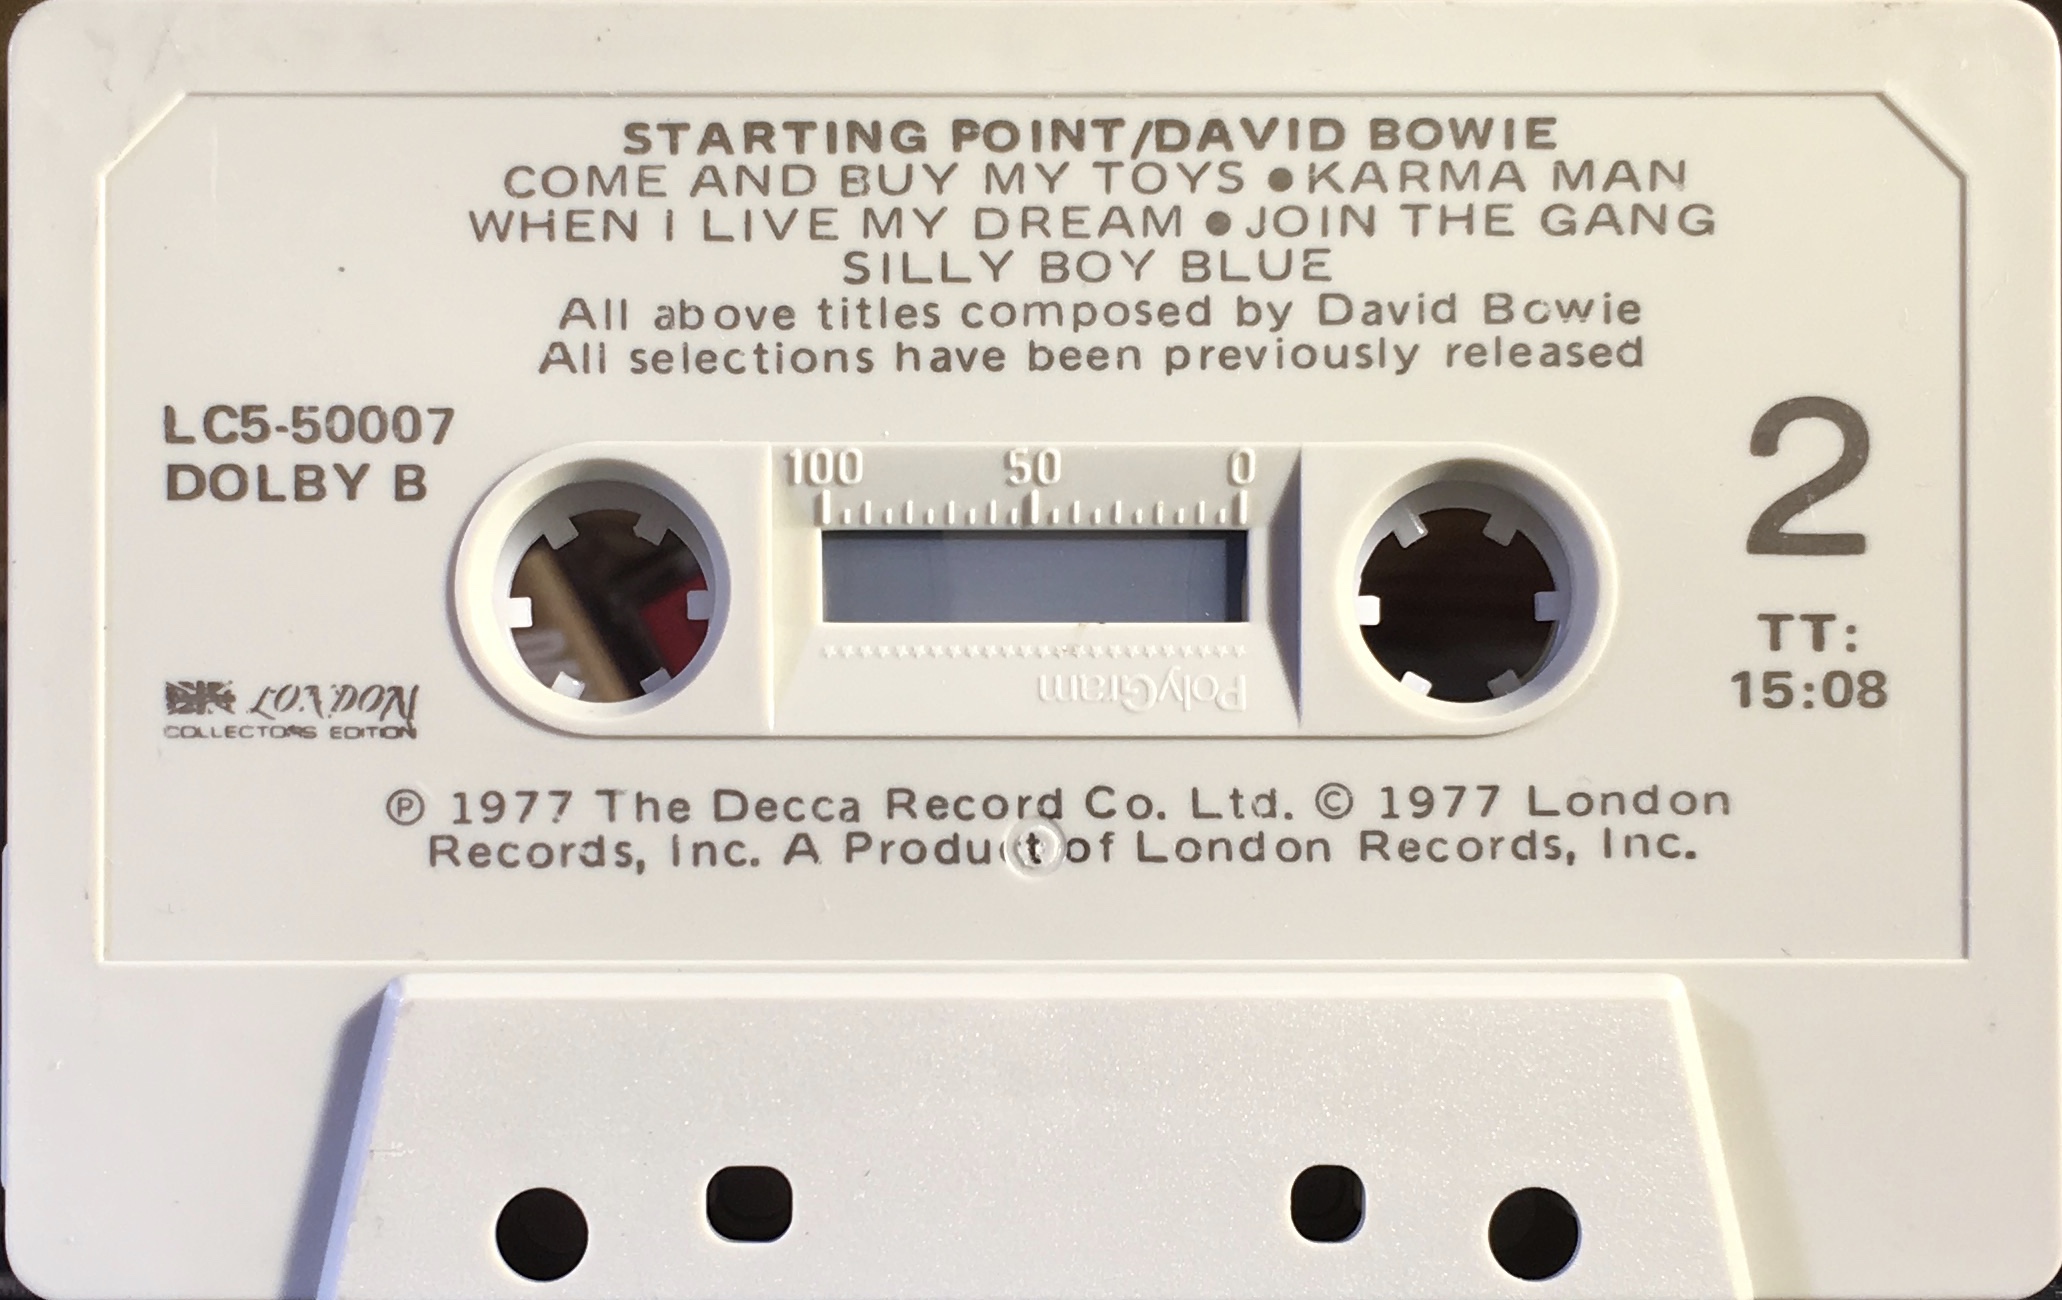 STARTING POINT/DAVID BOWIE
COME AND BUY MY TOYS ● KARMA MAN
WHEN I LIVE MY DREAM ● JOIN THE GANG
SILLY BOY BLUE
All above titles composed by David Bowie
All selections have been previously released
LC5-50007
DOLBY B
100 50 0
2
PolyGram
TT:
15:08
LONDON
COLLECTORS EDITION
℗ 1977 The Decca Record Co. Ltd. © 1977 London
Records, Inc. A Product of London Records, Inc.